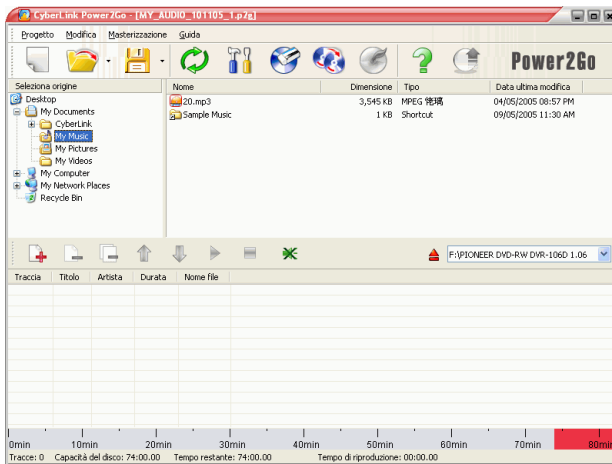 CyberLink Power2Go - [MY_AUDIO_101105_1.p2g]
Progetto Modifica Masterizzazione Guida
Power2Go
Seleziona origine
Nome Dimensione Tipo Data ultima modifica
Desktop
My Documents
CyberLink
My Music
My Pictures
My Videos
My Computer
My Network Places
Recycle Bin
20.mp3 3,545 KB MPEG 04/05/2005 08:57 PM
Sample Music 1 KB Shortcut 09/05/2005 11:30 AM
F:\PIONEER DVD-RW DVR-106D 1.06
Traccia Titolo Artista Durata Nome file
0min 10min 20min 30min 40min 50min 60min 70min 80min
Tracce: 0 Capacità del disco: 74:00.00 Tempo restante: 74:00.00 Tempo di riproduzione: 00:00.00